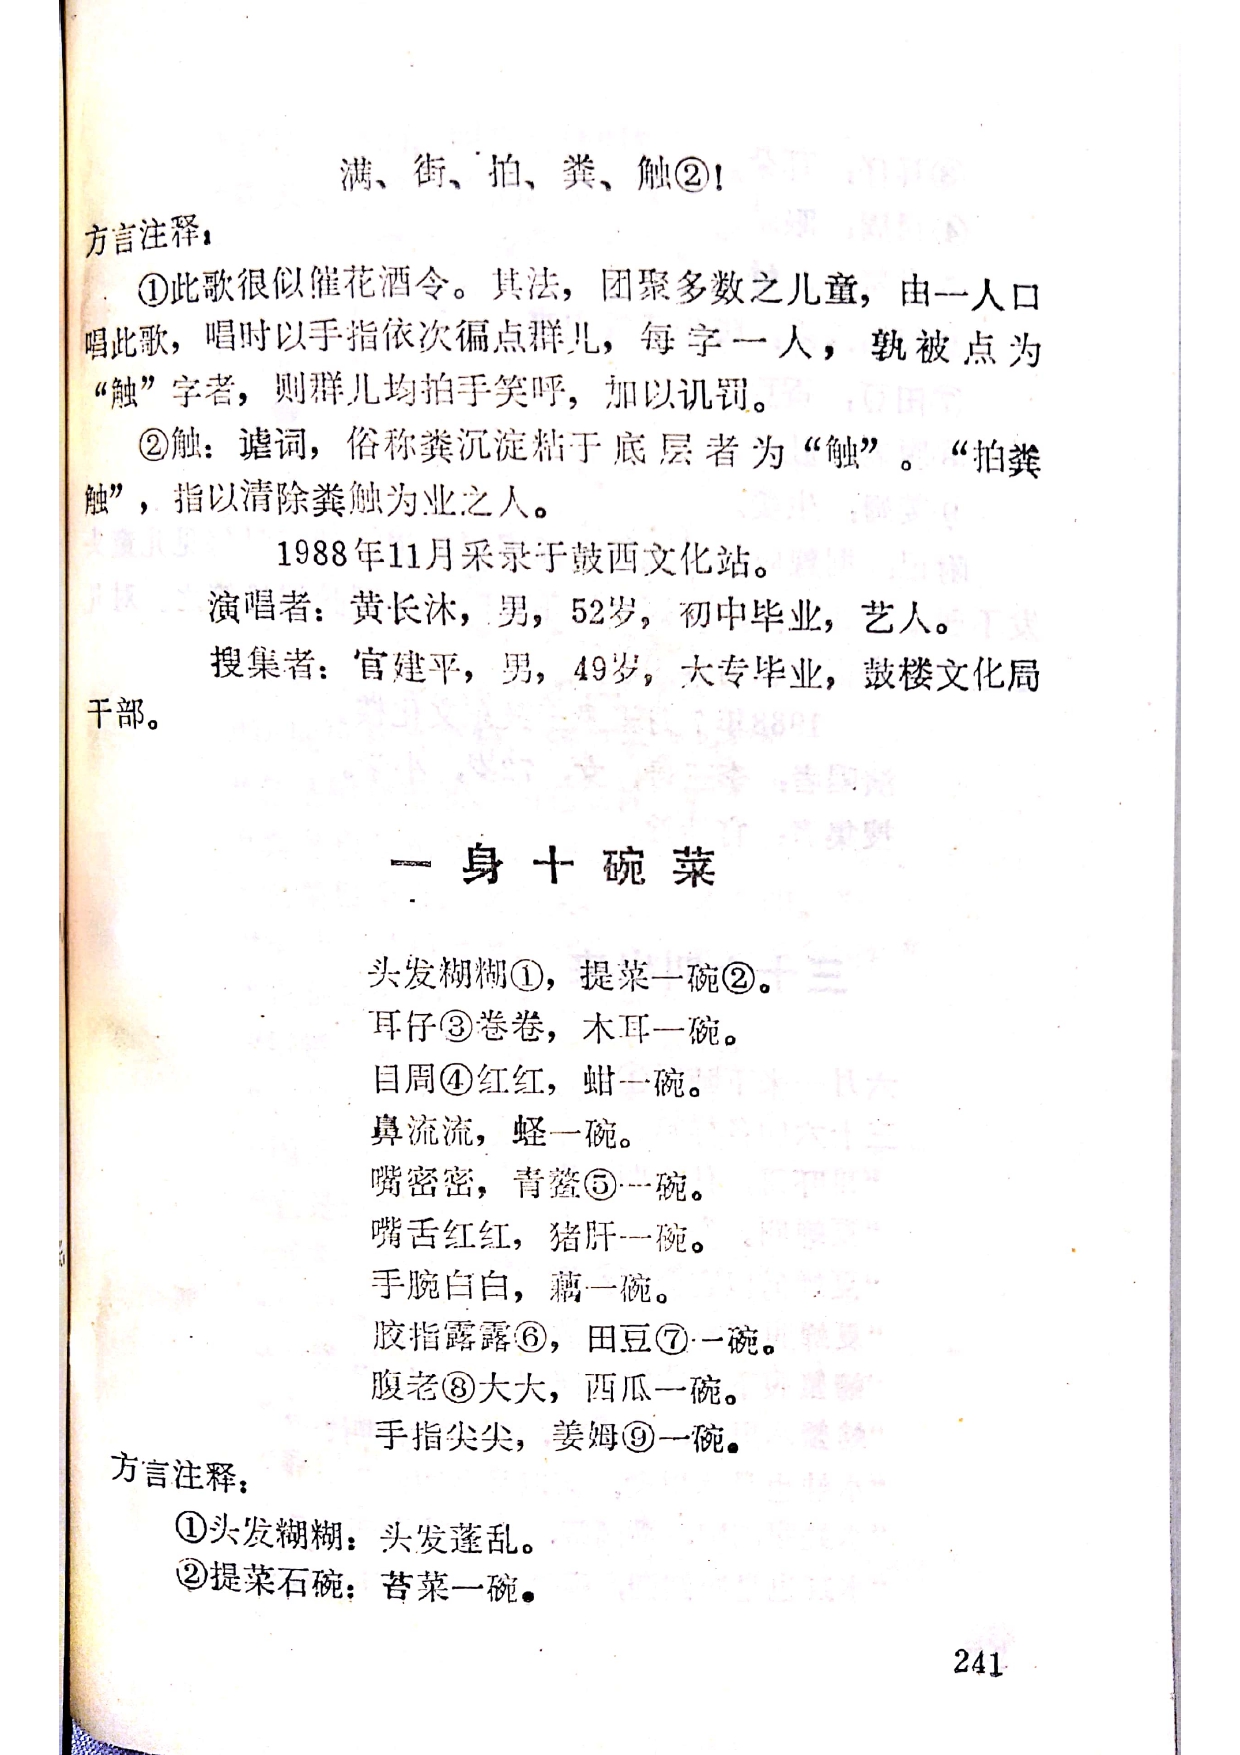 满、街、拍、粪、触②！
方言注释：
①此歌很似催花酒令。其法，团聚多数之儿童，由一人口
唱此歌，唱时以手指依次徧点群儿，每字一人，孰被点为
“触”字者，则群儿均拍手笑呼，加以讥罚。
②触：谑词，俗称粪沉淀粘于底层者为“触”。“拍粪
触”，指以清除粪触为业之人。
1988年11月采录于鼓西文化站。
演唱者：黄长沐，男，52岁，初中毕业，艺人。
搜集者：官建平，男，49岁，大专毕业，鼓楼文化局
干部。
一身十碗菜
头发糊糊①，提菜一碗②。
耳仔③卷卷，木耳一碗。
目周④红红，蚶一碗。
鼻流流，蛏一碗。
嘴密密，青蟹⑤一碗。
嘴舌红红，猪肝一碗。
手腕白白，藕一碗。
胶指露露⑥，田豆⑦一碗。
腹老⑧大大，西瓜一碗。
手指尖尖，姜姆⑨一碗。
方言注释：
①头发糊糊：头发蓬乱。
②提菜石碗：苔菜一碗。
241